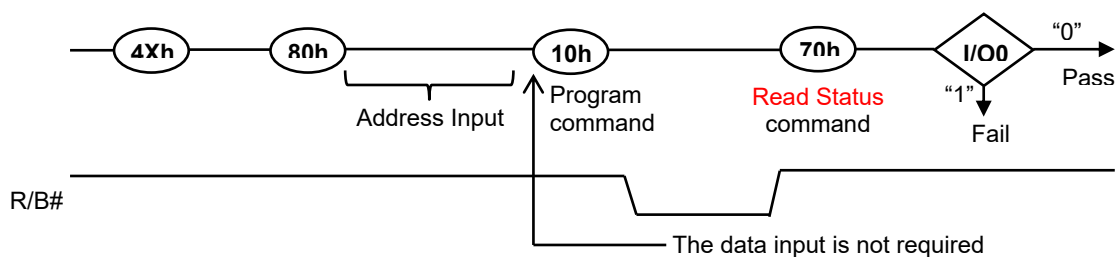 4Xh 80h 10h 70h I/O0 “0”
Pass
“1”
Fail
Address Input
Program
command
Read Status
command
R/B#
The data input is not required